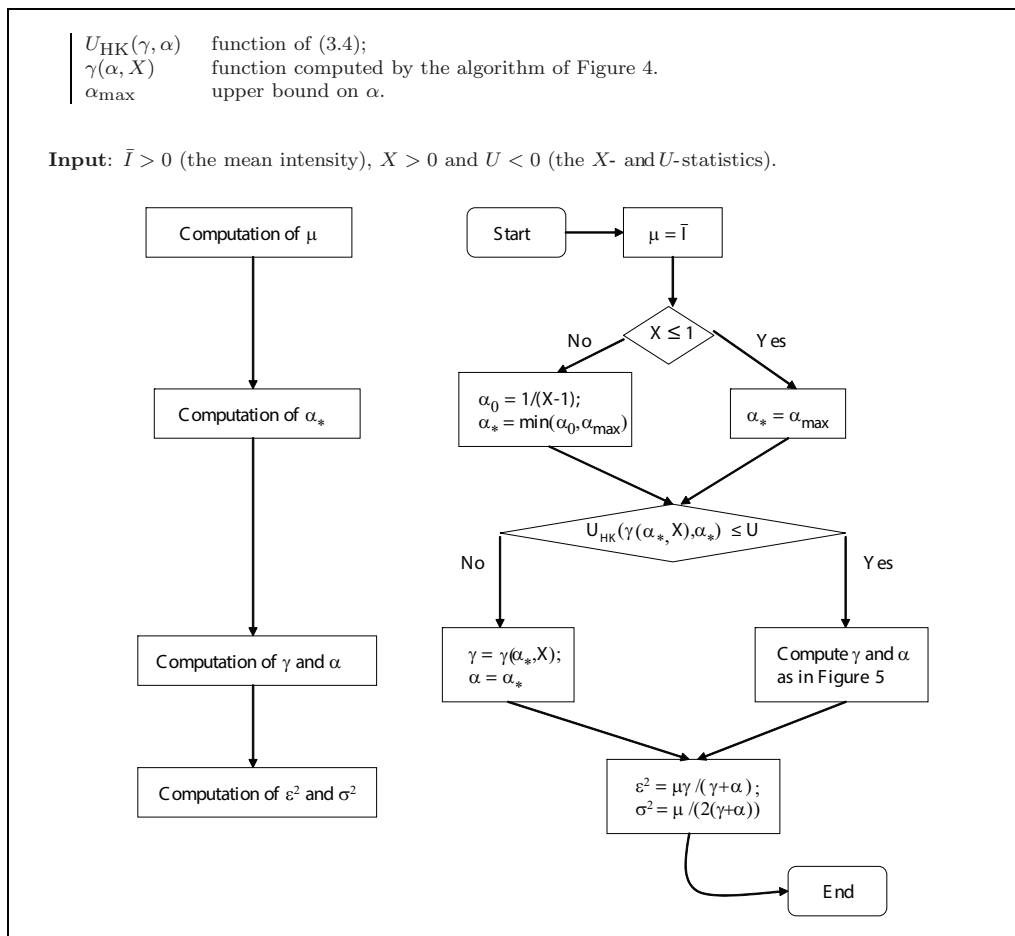 U_HK(γ, α) function of (3.4);
γ(α, X) function computed by the algorithm of Figure 4.
α_max upper bound on α.
Input: Ī > 0 (the mean intensity), X > 0 and U < 0 (the X- and U-statistics).
Computation of μ
Start
μ = Ī
X ≤ 1
No
Yes
Computation of α_*
α_0 = 1/(X-1);
α_* = min(α_0,α_max)
α_* = α_max
U_HK(γ(α_*,X),α_*) ≤ U
No
Yes
Computation of γ and α
γ = γ(α_*,X);
α = α_*
Compute γ and α
as in Figure 5
Computation of ε² and σ²
ε² = μγ /(γ+α);
σ² = μ /(2(γ+α))
End